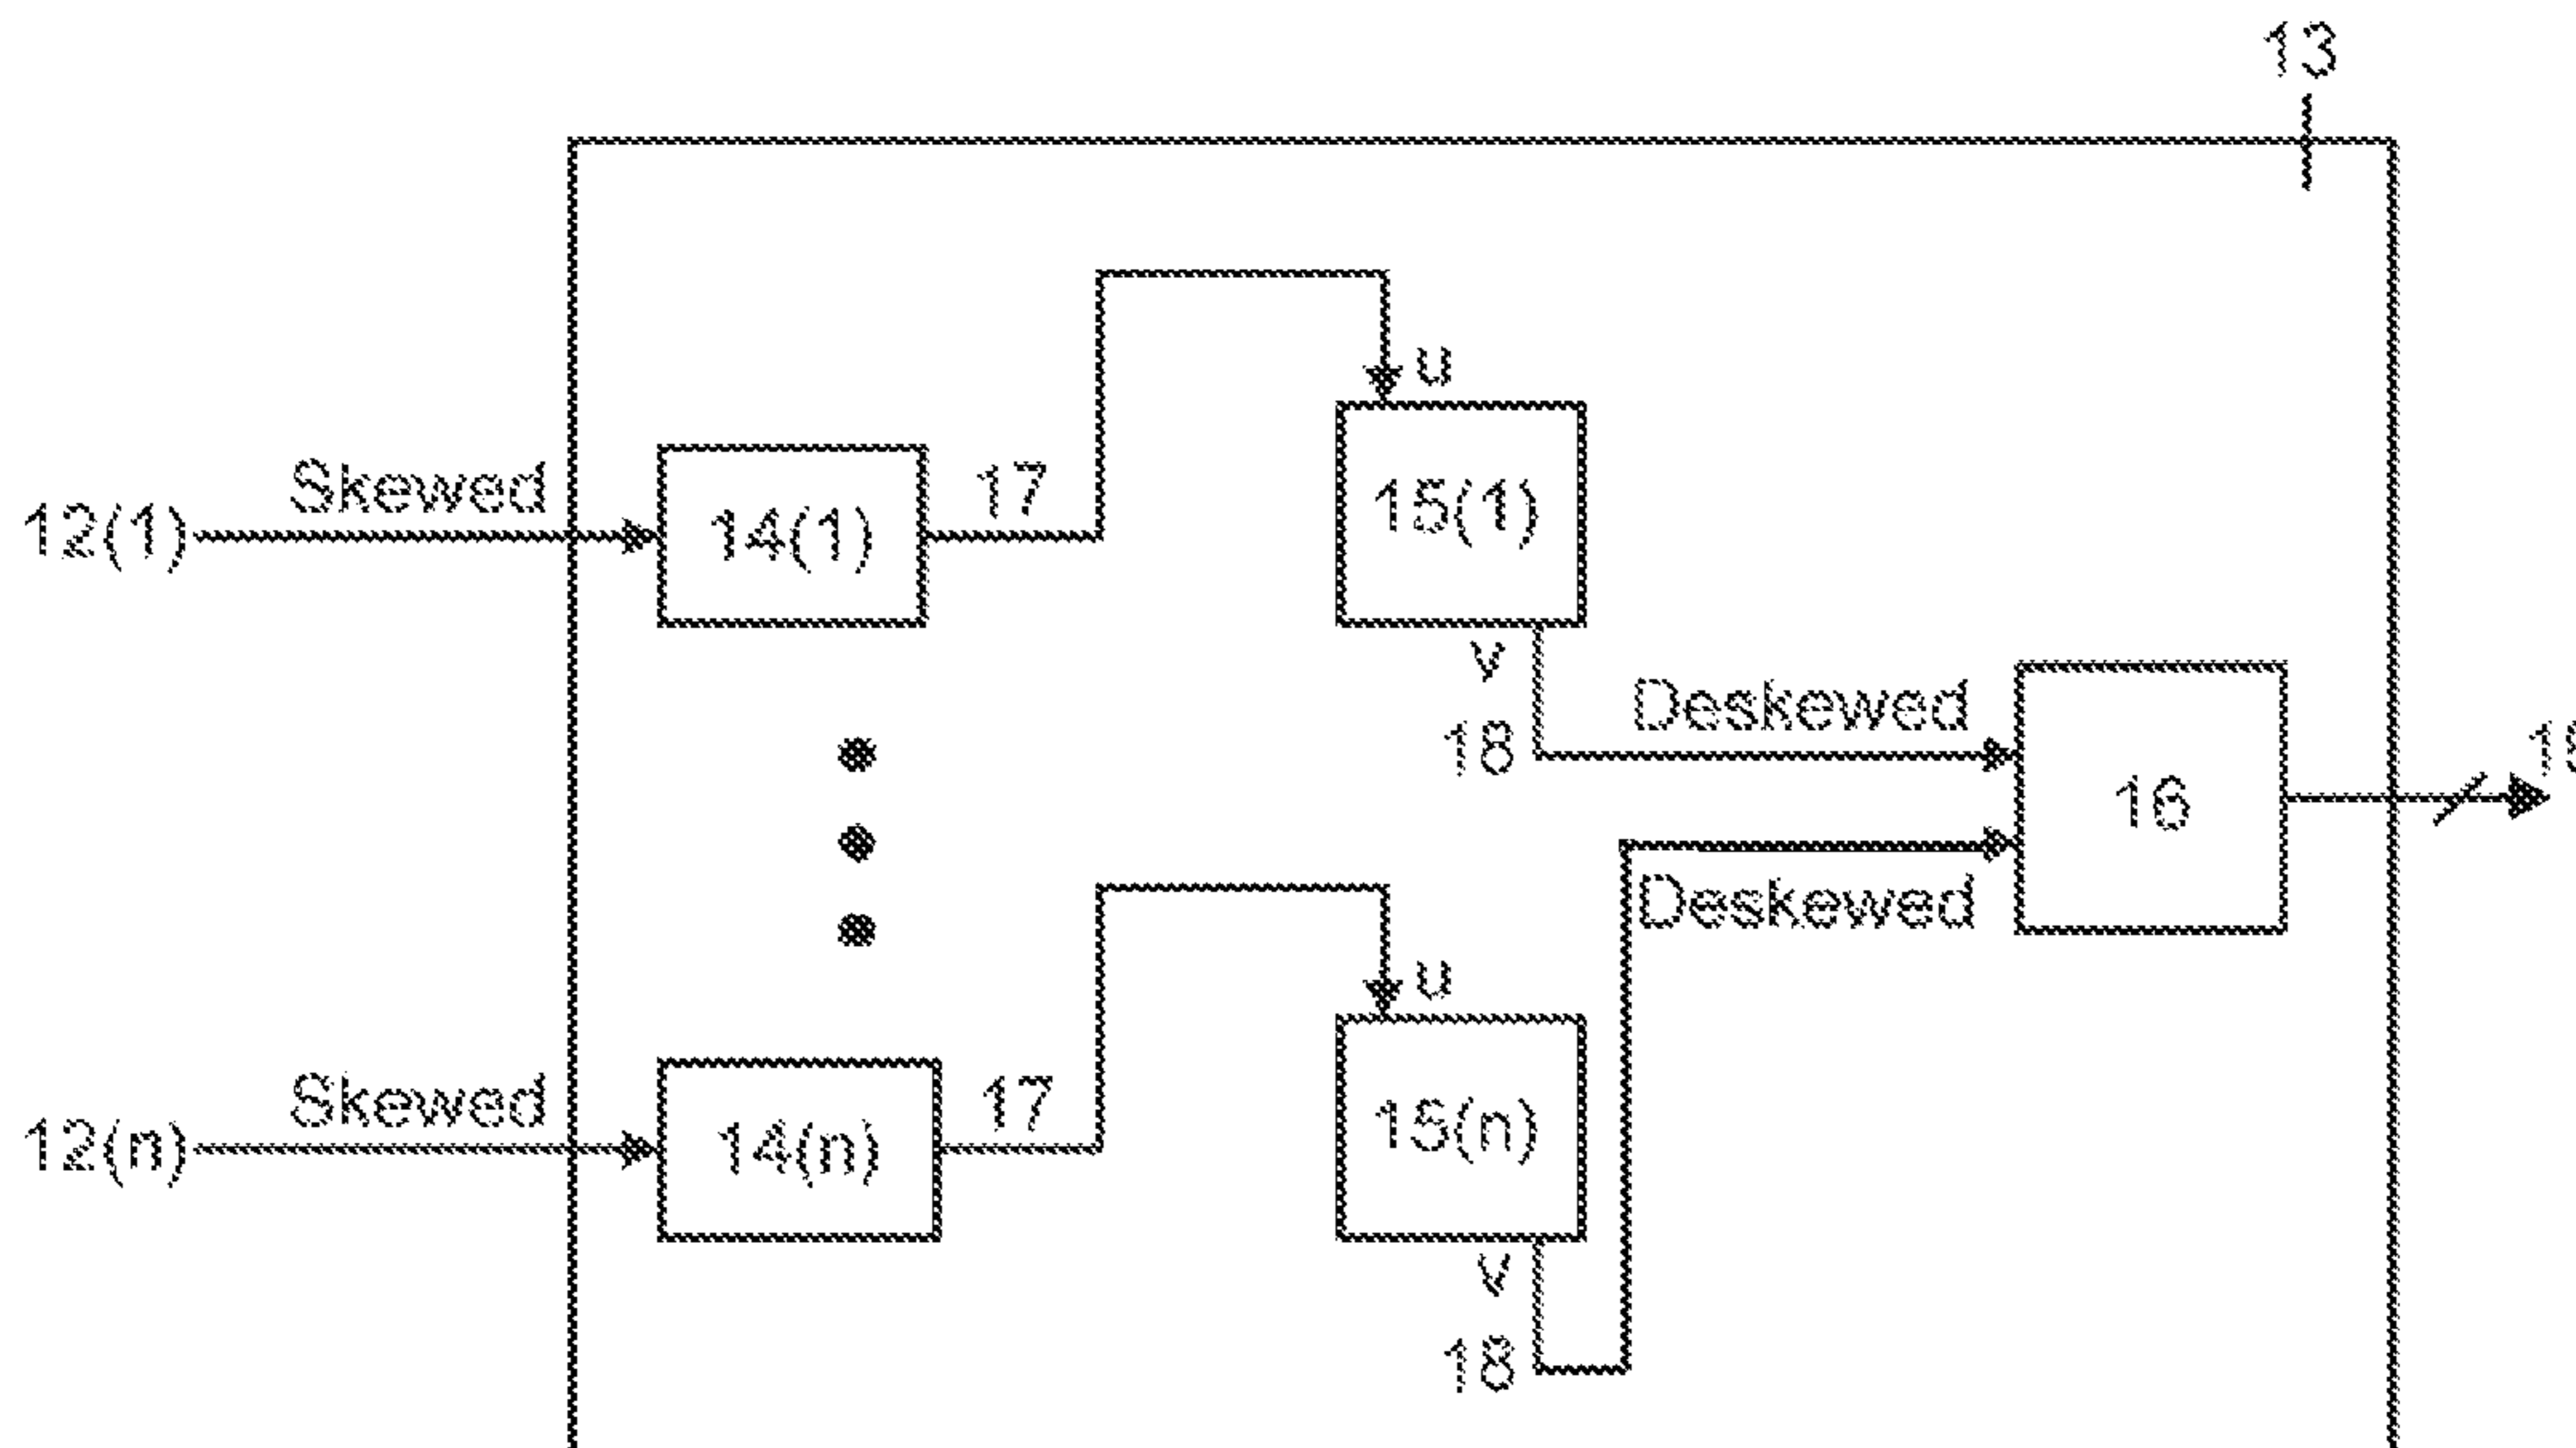 13
u
Skewed
17
12(1)
14(1)
15(1)
v
Deskewed
18
16
Deskewed
u
Skewed
17
12(n)
14(n)
15(n)
v
18